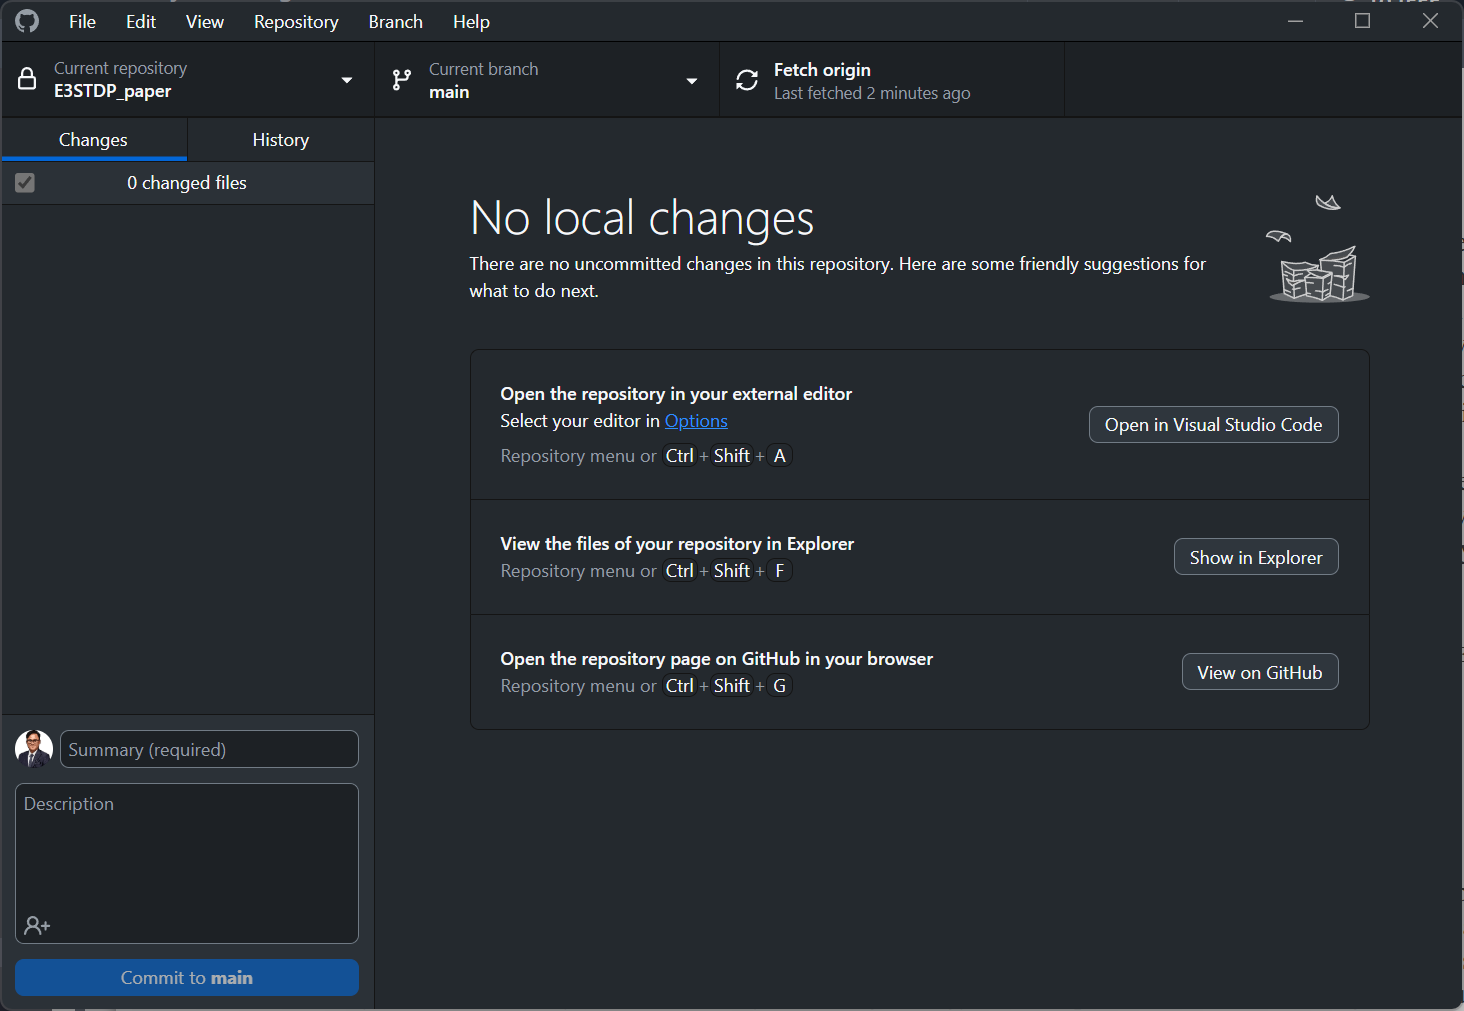 File Edit View Repository Branch Help
Current repository
E3STDP_paper
Current branch
main
Fetch origin
Last fetched 2 minutes ago
Changes
History
0 changed files
No local changes
There are no uncommitted changes in this repository. Here are some friendly suggestions for
what to do next.
Open the repository in your external editor
Select your editor in Options
Repository menu or Ctrl + Shift + A
Open in Visual Studio Code
View the files of your repository in Explorer
Repository menu or Ctrl + Shift + F
Show in Explorer
Open the repository page on GitHub in your browser
Repository menu or Ctrl + Shift + G
View on GitHub
Summary (required)
Description
Commit to main